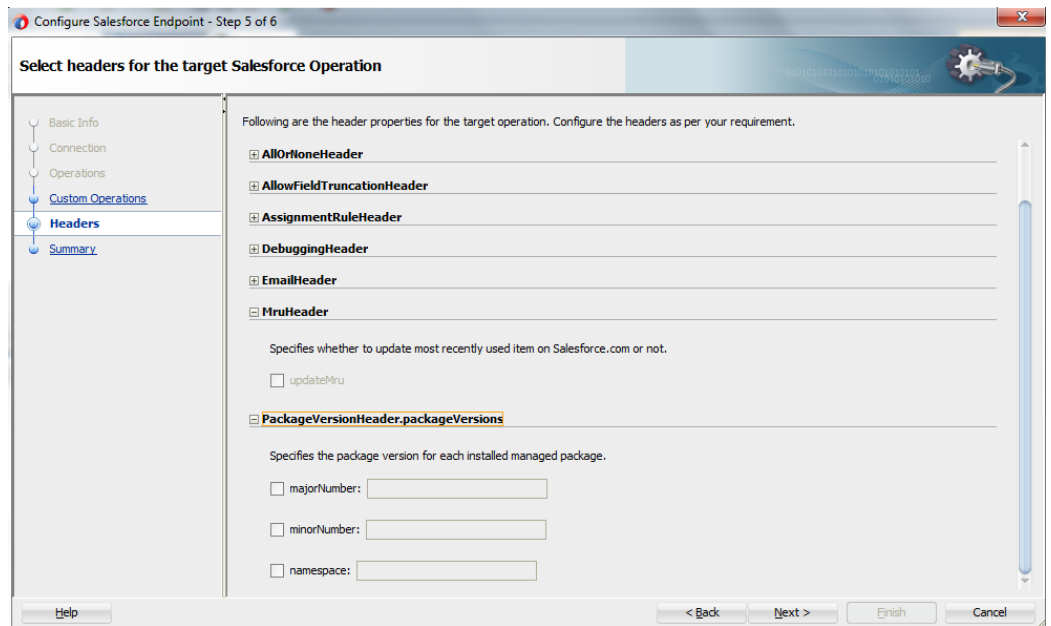 Configure Salesforce Endpoint - Step 5 of 6
x
Select headers for the target Salesforce Operation
Basic Info
Connection
Operations
Custom Operations
Headers
Summary
Following are the header properties for the target operation. Configure the headers as per your requirement.
AllOrNoneHeader
AllowFieldTruncationHeader
AssignmentRuleHeader
DebuggingHeader
EmailHeader
MruHeader
Specifies whether to update most recently used item on Salesforce.com or not.
updateMru
PackageVersionHeader.packageVersions
Specifies the package version for each installed managed package.
majorNumber:
minorNumber:
namespace:
Help
< Back
Next >
Finish
Cancel